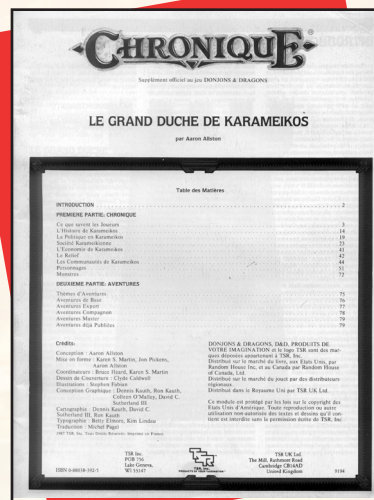 CHRONIQUE
Supplément officiel au jeu DONJONS & DRAGONS
LE GRAND DUCHE DE KARAMEIKOS
par Aaron Allston
Table des Matières
INTRODUCTION 2
PREMIERE PARTIE: CHRONIQUE
Ce que savent les Joueurs 3
L'Histoire de Karameikos 14
La Politique en Karameikos 19
Société Karameikienne 23
L'Economie de Karameikos 41
Le Relief 42
Les Communautés de Karameikos 44
Personnages 51
Monstres 72
DEUXIEME PARTIE: AVENTURES
Thèmes d'Aventures 75
Aventures de Base 76
Aventures Expert 77
Aventures Compagnon 78
Aventures Master 79
Aventures déjà Publiées 79
Crédits:
Conception : Aaron Allston
Mise en forme : Karen S. Martin, Jon Pickens,
Aaron Allston
Coordinateurs : Bruce Heard, Karen S. Martin
Dessin de Couverture : Clyde Caldwell
Illustrations : Stephen Fabian
Conception Graphique : Dennis Kauth, Ron Kauth,
Colleen O'Malley, David C.
Sutherland III
Cartographie : Dennis Kauth, David C.
Sutherland III, Ron Kauth
Typographie : Betty Elmore, Kim Lindau
Traduction : Michel Pagel
DONJONS & DRAGONS, D&D, PRODUITS DE
VOTRE IMAGINATION et le logo TSR sont des mar-
ques déposées appartenant à TSR, Inc.
Distribué sur le marché du livre, aux Etats Unis, par
Random House Inc, et au Canada par Random House
of Canada, Ltd.
Distribué sur le marché du jouet par des distributeurs
régionaux.
Distribué dans le Royaume Uni par TSR UK Ltd.
Ce module est protégé par les lois sur le copyright des
Etats Unis d'Amérique. Toute reproduction ou autre
utilisation non autorisée des textes et dessins qu'il con-
tient est interdite sans la permission écrite de TSR, Inc.
TSR Inc.
POB 756
Lake Geneva,
WI 53147
TSR
TSR UK Ltd.
The Mill, Rathmore Road
Cambridge CB14AD
United Kingdom
ISBN 0-88038-392-5
9194